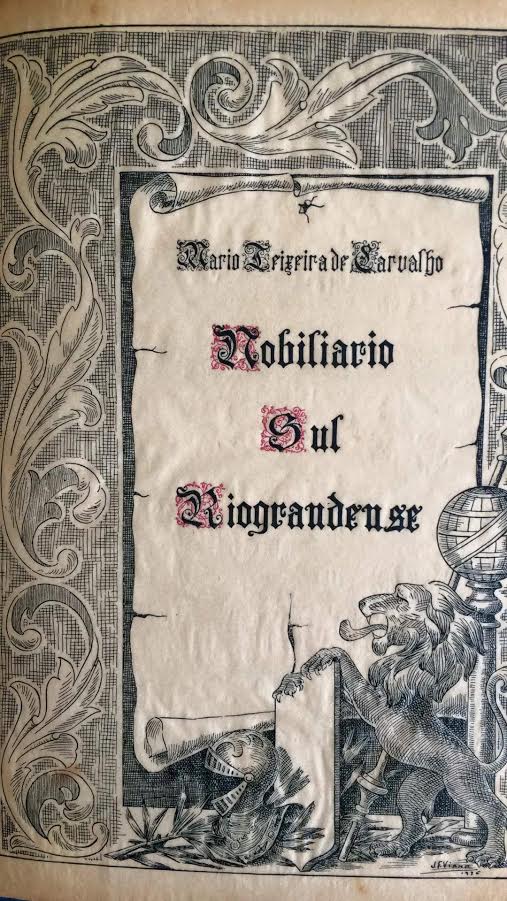 Mario Teixeira de Carvalho
Nobiliario
Sul
Riograndense